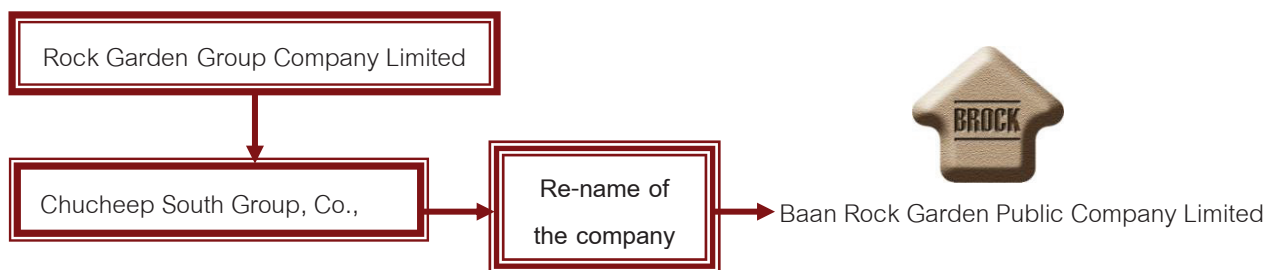 Rock Garden Group Company Limited
BROCK
Chucheep South Group, Co.,
Re-name of
the company
Baan Rock Garden Public Company Limited